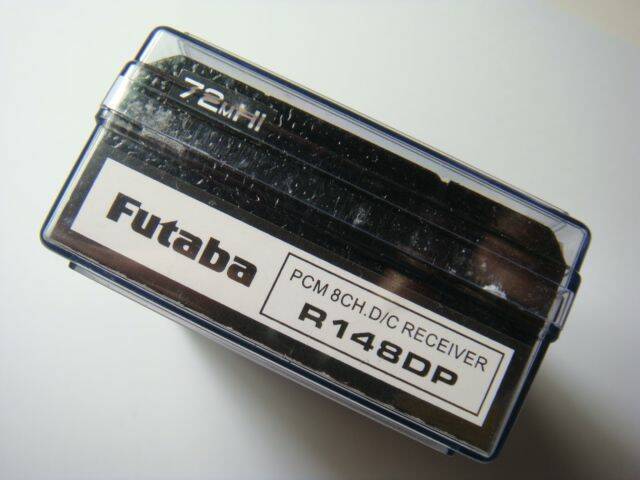 72MHI
Futaba
PCM 8CH.D/C RECEIVER
R148DP